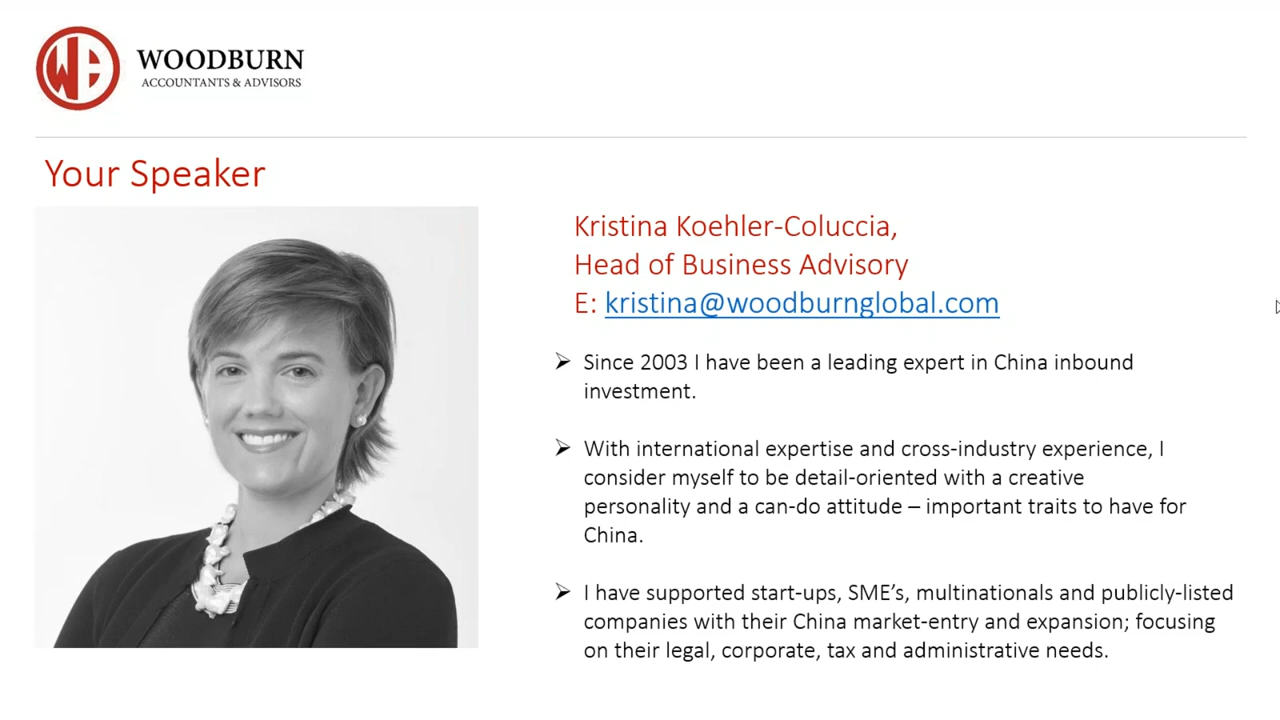 WOODBURN
ACCOUNTANTS & ADVISORS
Your Speaker
Kristina Koehler-Coluccia,
Head of Business Advisory
E: kristina@woodburnglobal.com
➢ Since 2003 I have been a leading expert in China inbound
investment.
➢ With international expertise and cross-industry experience, I
consider myself to be detail-oriented with a creative
personality and a can-do attitude – important traits to have for
China.
➢ I have supported start-ups, SME’s, multinationals and publicly-listed
companies with their China market-entry and expansion; focusing
on their legal, corporate, tax and administrative needs.